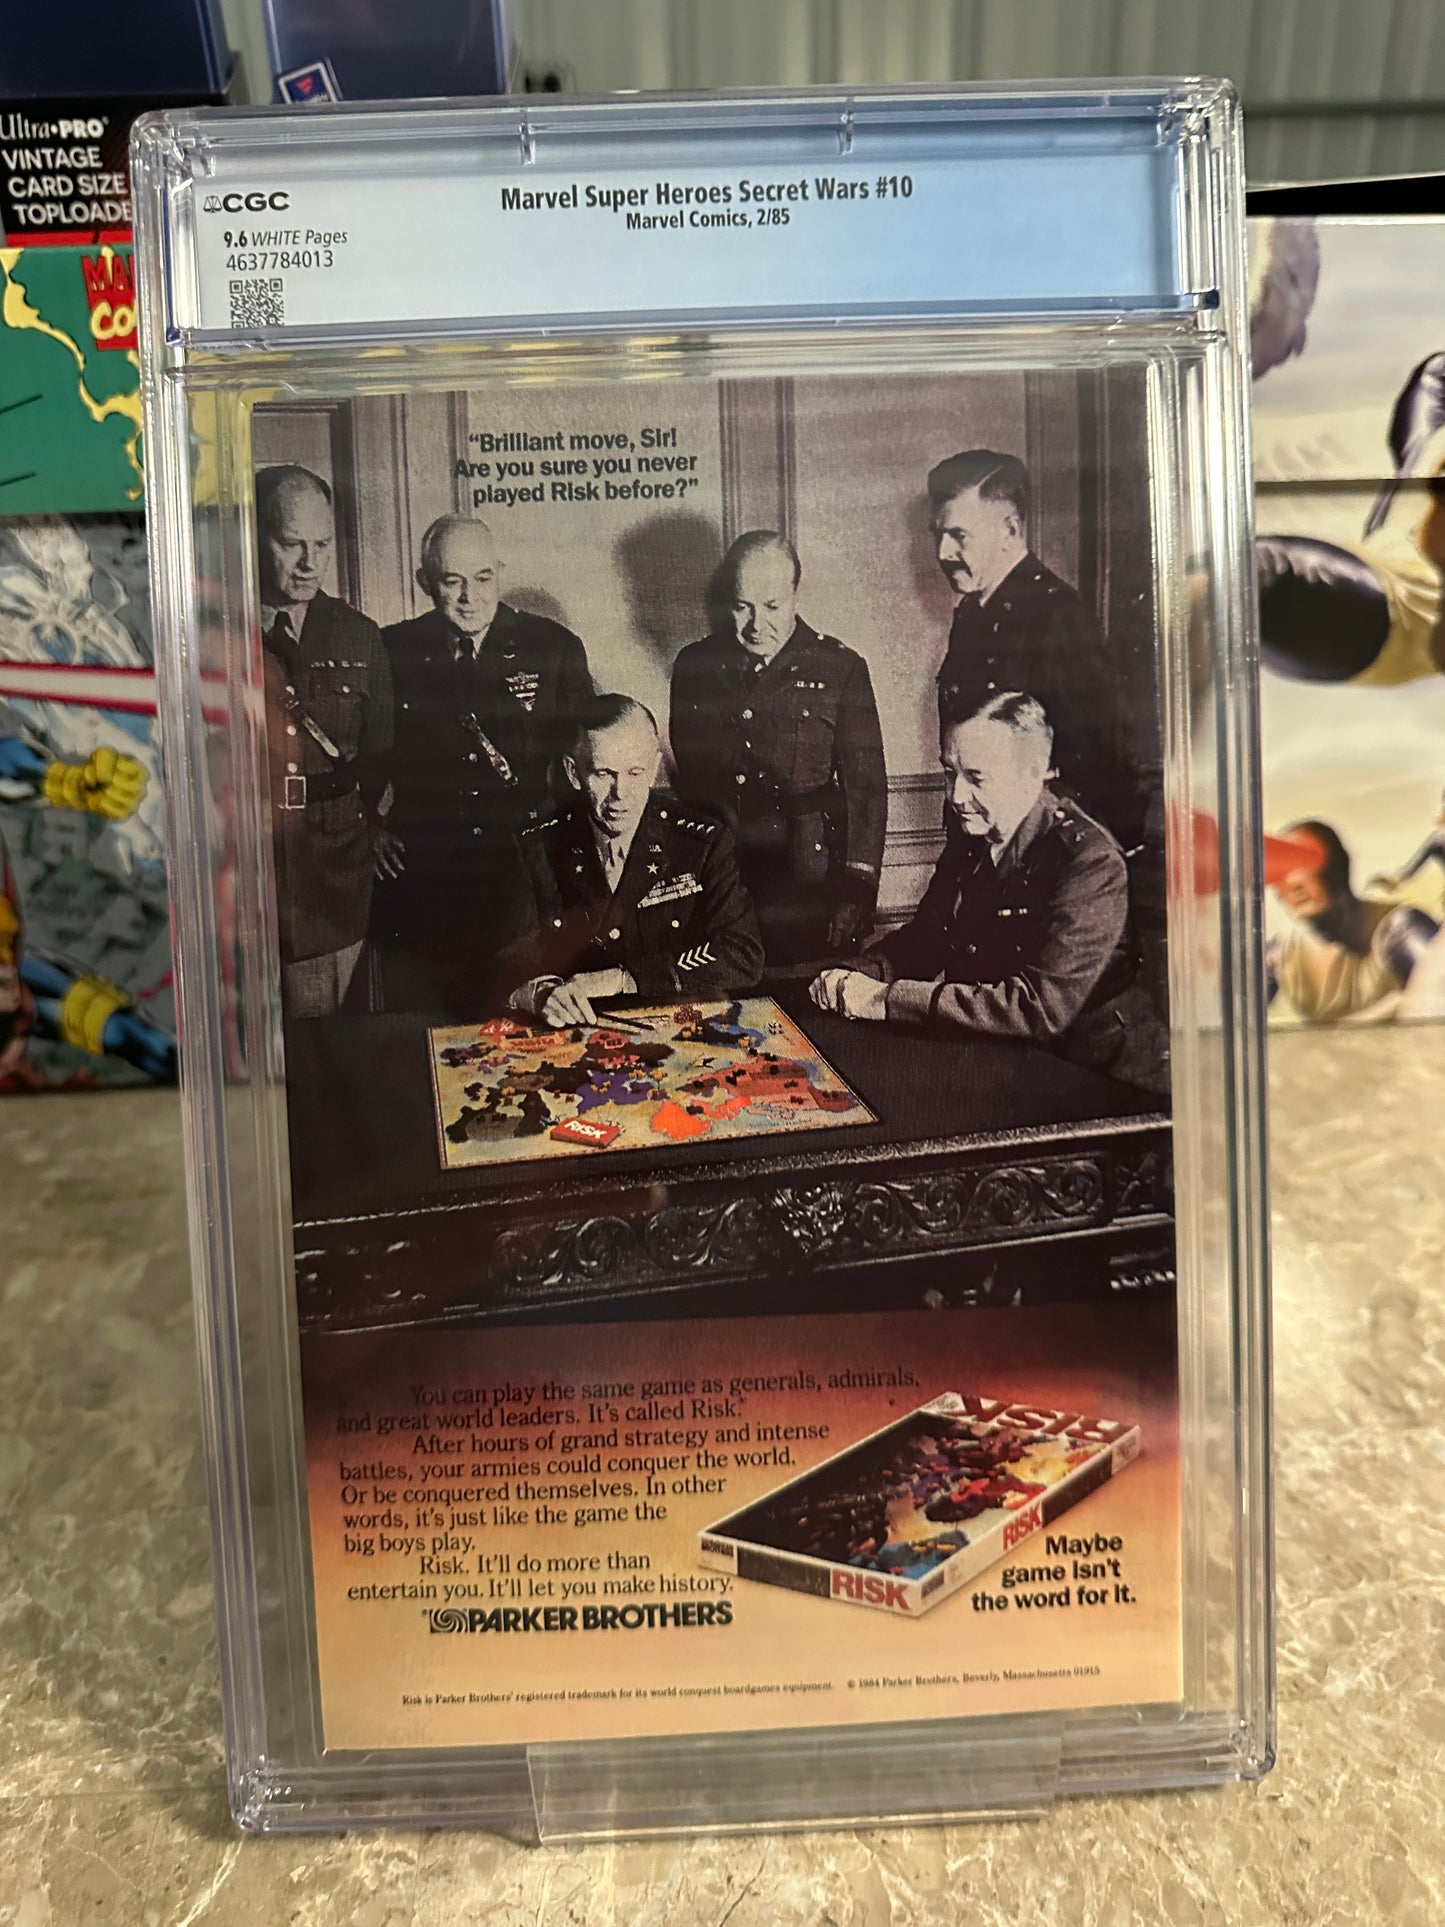 Ultra•PRO®
VINTAGE
CARD SIZE
TOPLOADE
MA
CO
CGC
9.6 WHITE Pages
4637784013
Marvel Super Heroes Secret Wars #10
Marvel Comics, 2/85
"Brilliant move, Sir!
Are you sure you never
played Risk before?"
RISK
You can play the same game as generals, admirals,
and great world leaders. It's called Risk.®
After hours of grand strategy and intense
battles, your armies could conquer the world.
Or be conquered themselves. In other
words, it's just like the game the
big boys play.
Risk. It'll do more than
entertain you. It'll let you make history.
PARKER BROTHERS
RISK
RISK
RISK
Maybe
game isn't
the word for it.
Risk is Parker Brothers' registered trademark for its world conquest boardgames equipment. © 1984 Parker Brothers, Beverly, Massachusetts 01915